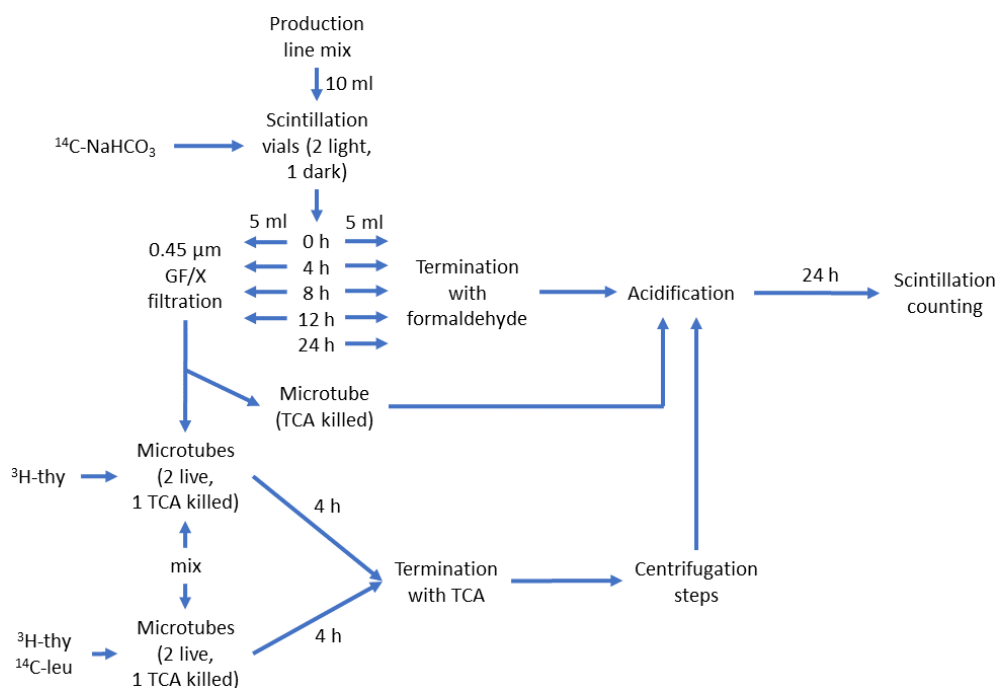 Production
line mix
10 ml
Scintillation
vials (2 light,
1 dark)
¹⁴C-NaHCO₃
5 ml
5 ml
0 h
4 h
8 h
12 h
24 h
0.45 µm
GF/X
filtration
Termination
with
formaldehyde
Acidification
24 h
Scintillation
counting
Microtube
(TCA killed)
³H-thy
Microtubes
(2 live,
1 TCA killed)
4 h
mix
Termination
with TCA
Centrifugation
steps
³H-thy
¹⁴C-leu
Microtubes
(2 live,
1 TCA killed)
4 h